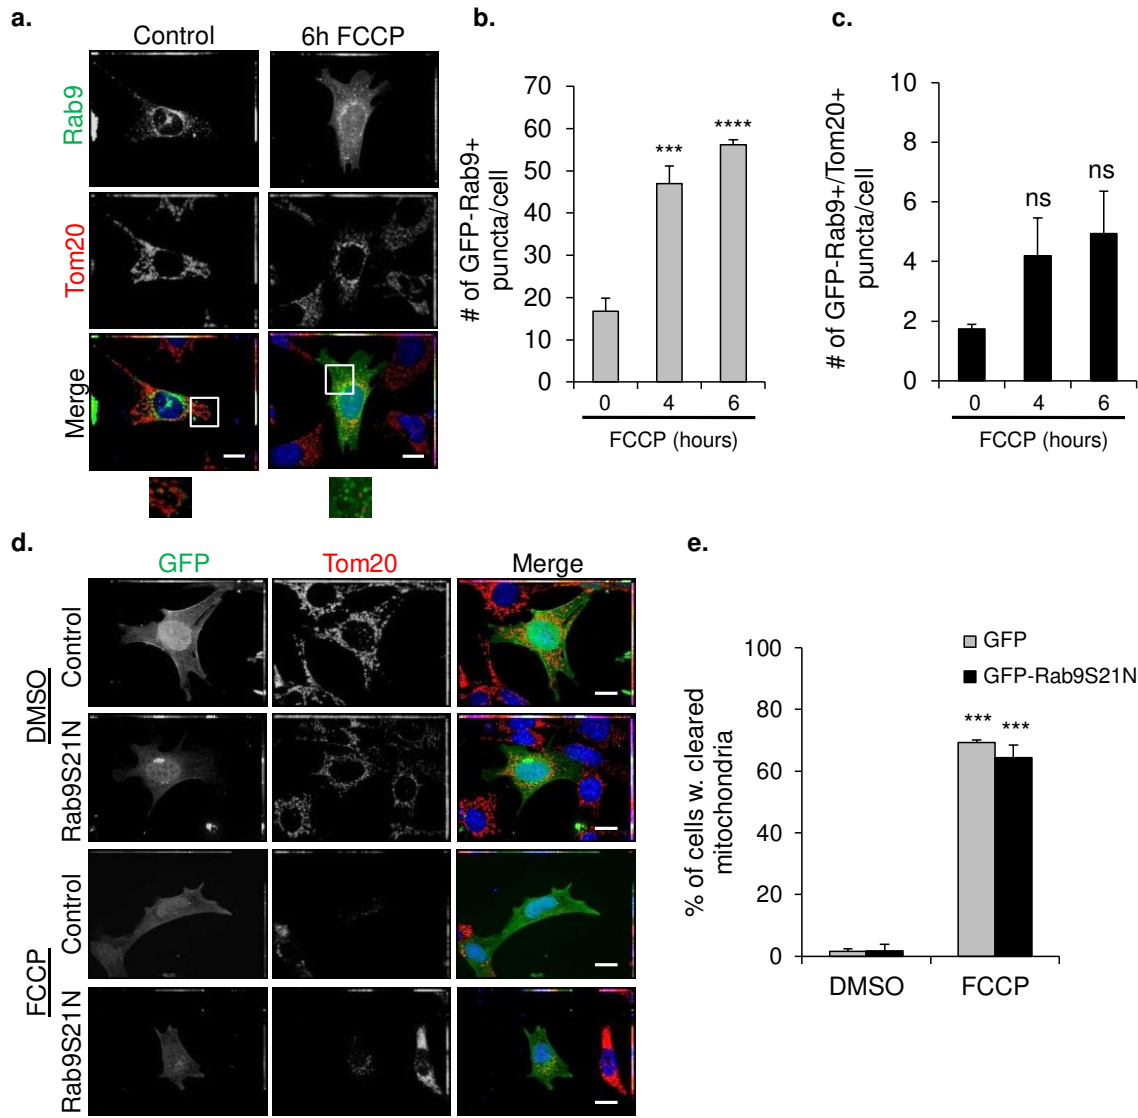 a.
Control
6h FCCP
Rab9
Tom20
Merge
b.
# of GFP-Rab9+
puncta/cell
70
60
50
40
30
20
10
0
***
****
0 4 6
FCCP (hours)
c.
# of GFP-Rab9+/Tom20+
puncta/cell
10
8
6
4
2
0
ns
ns
0 4 6
FCCP (hours)
d.
GFP
Tom20
Merge
DMSO
Control
Rab9S21N
FCCP
Control
Rab9S21N
e.
% of cells w. cleared
mitochondria
100
80
60
40
20
0
GFP
GFP-Rab9S21N
***
***
DMSO
FCCP